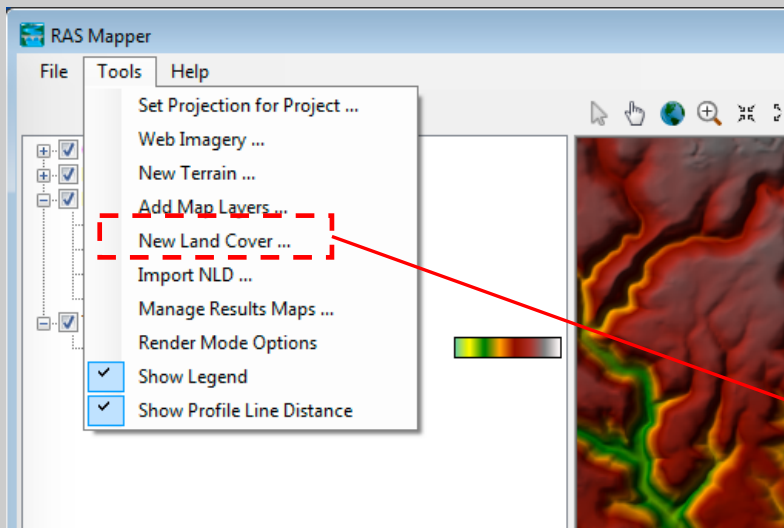 RAS Mapper
File Tools Help
Set Projection for Project ...
Web Imagery ...
New Terrain ...
Add Map Layers ...
New Land Cover ...
Import NLD ...
Manage Results Maps ...
Render Mode Options
Show Legend
Show Profile Line Distance